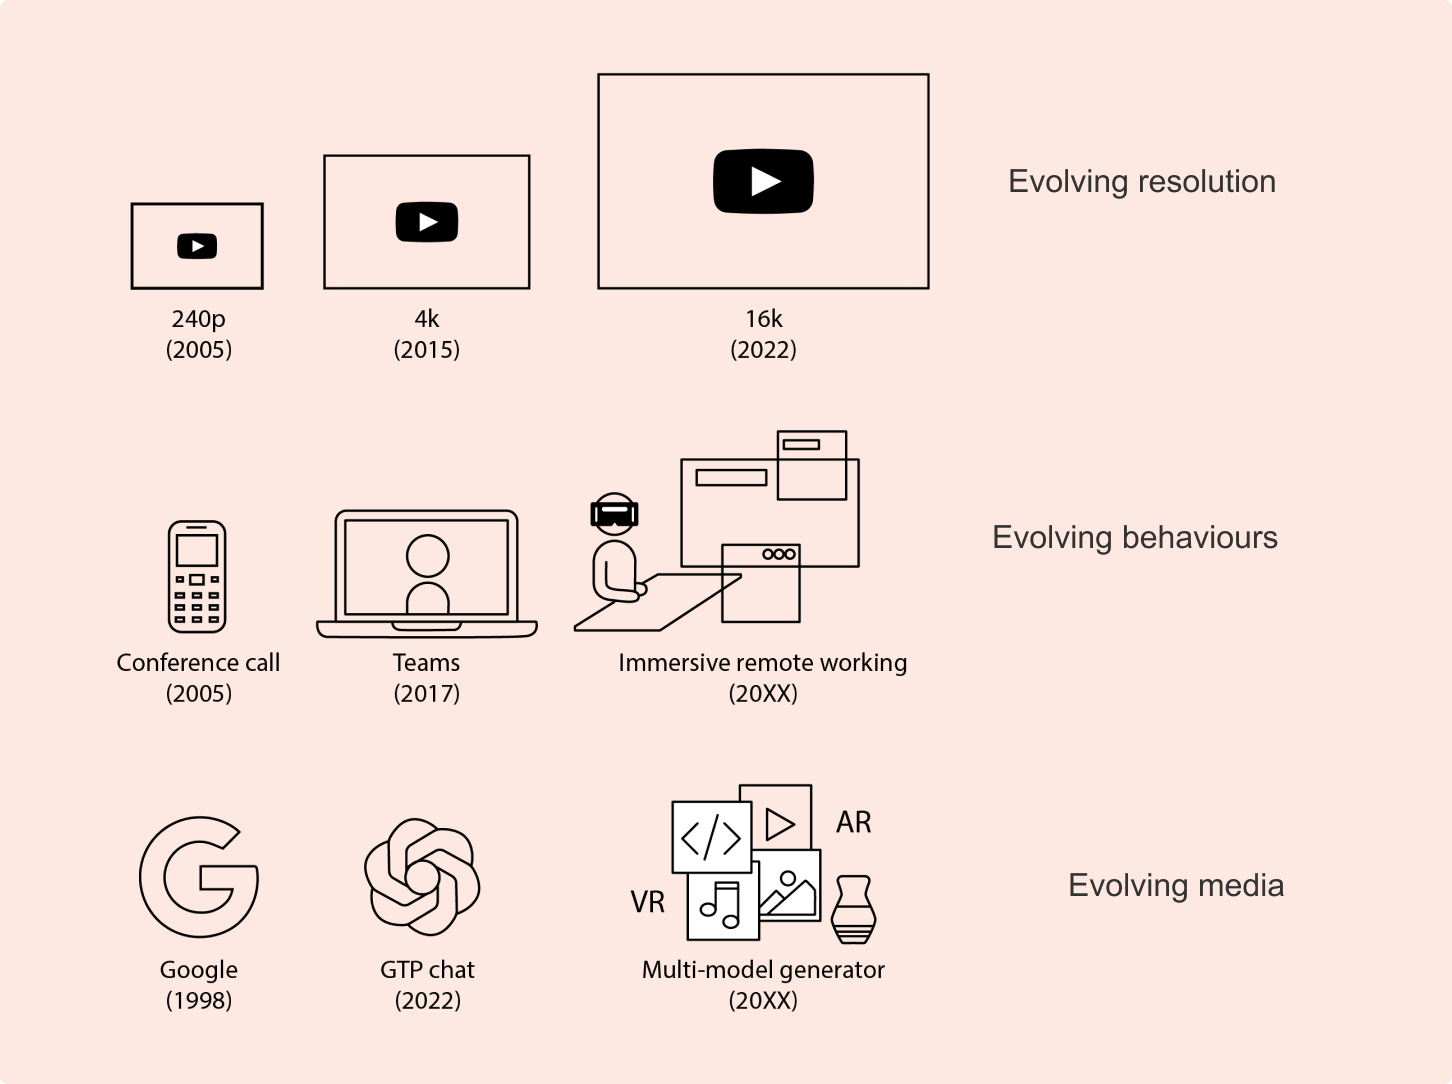 Evolving resolution
240p
(2005)
4k
(2015)
16k
(2022)
Evolving behaviours
Conference call
(2005)
Teams
(2017)
Immersive remote working
(20XX)
AR
VR
Evolving media
Google
(1998)
GTP chat
(2022)
Multi-model generator
(20XX)